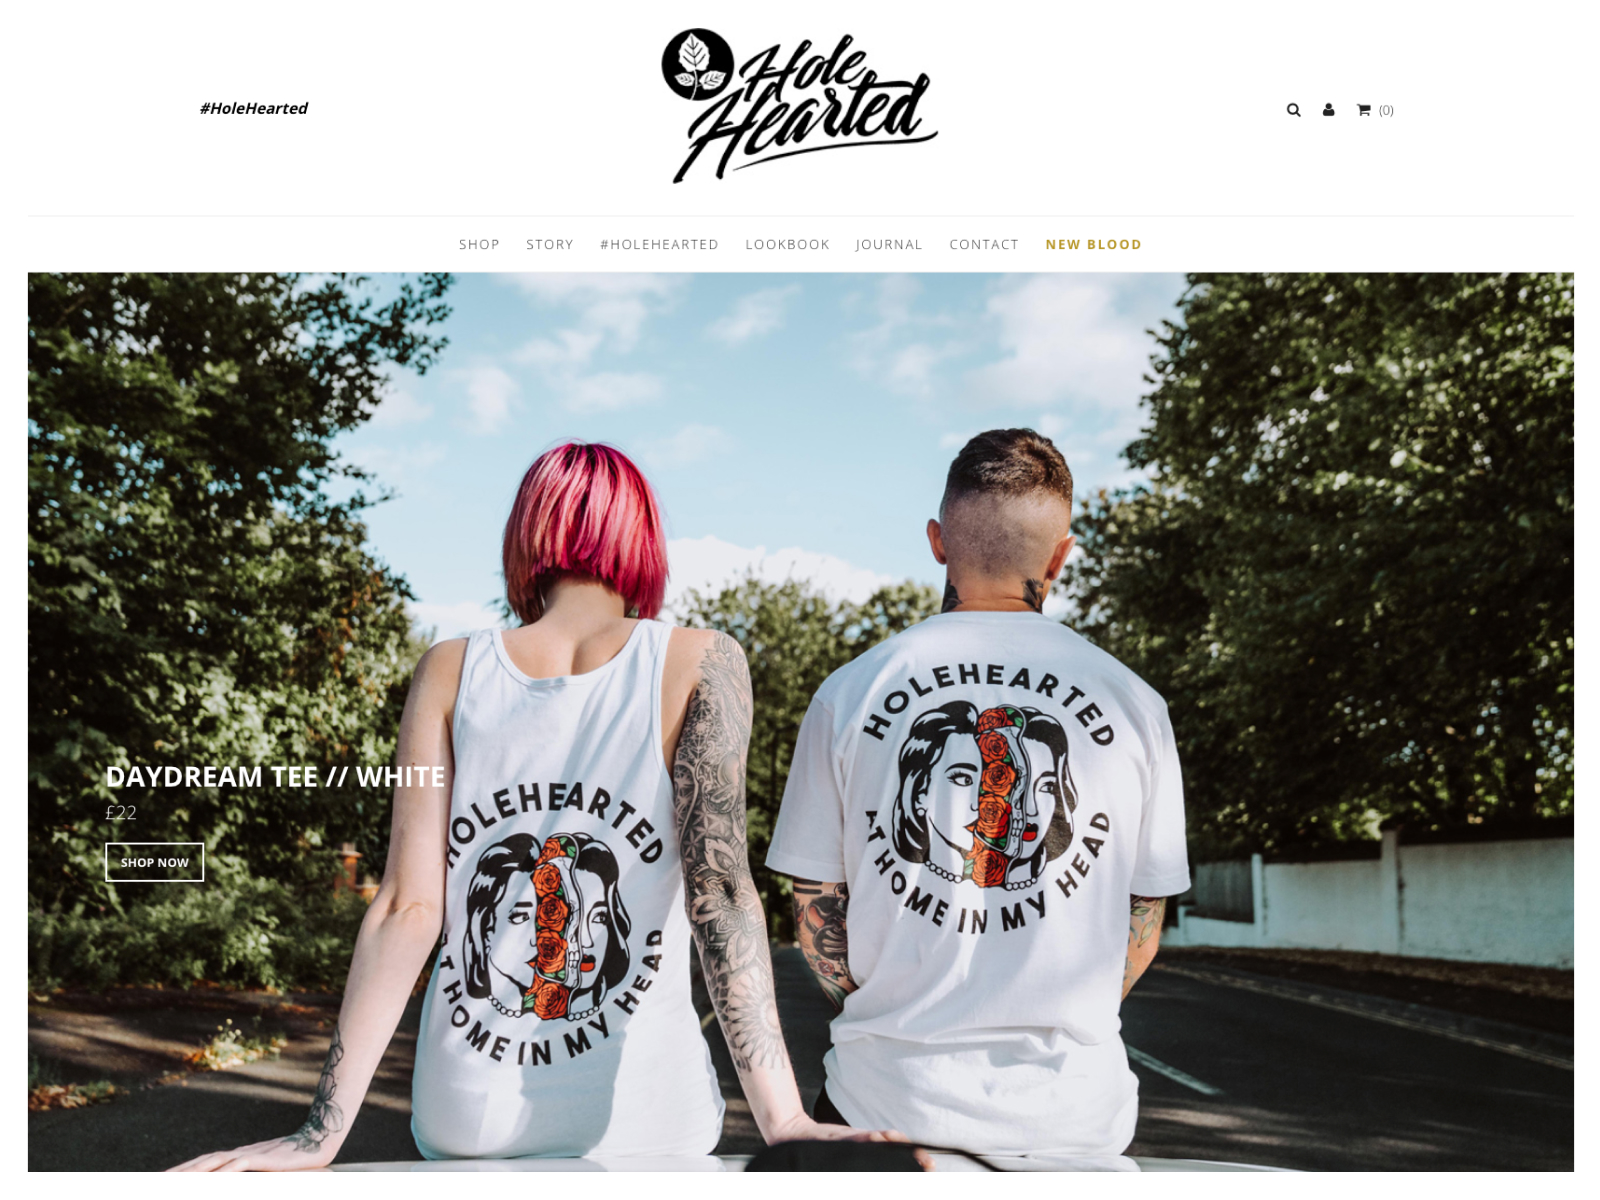 #HoleHearted
Hole
Hearted
(0)
SHOP STORY #HOLEHEARTED LOOKBOOK JOURNAL CONTACT NEW BLOOD
DAYDREAM TEE // WHITE
£22
SHOP NOW
HOLEHEARTED
AT HOME IN MY HEAD
HOLEHEARTED
AT HOME IN MY HEAD